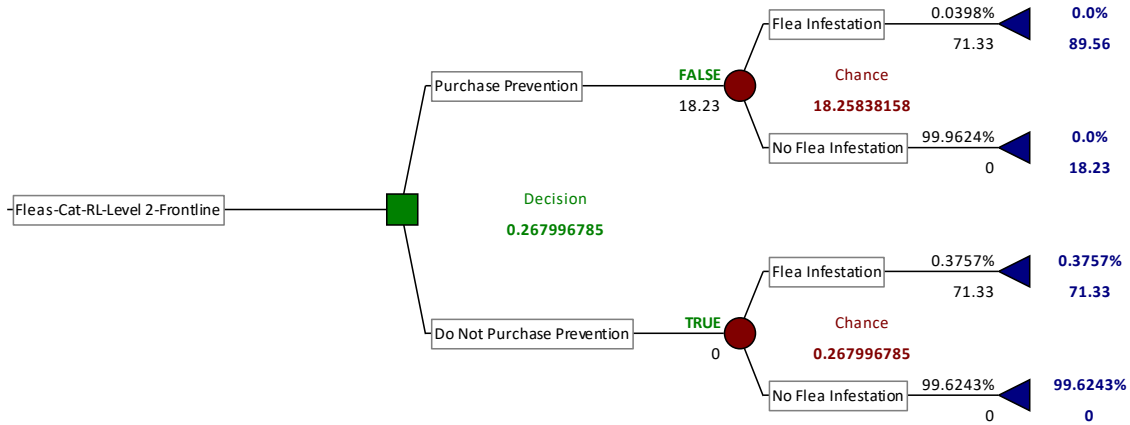 0.0398% 0.0%
Flea Infestation
71.33 89.56
FALSE Chance
Purchase Prevention
18.23 18.25838158
99.9624% 0.0%
No Flea Infestation
0 18.23
Decision
Fleas-Cat-RL-Level 2-Frontline
0.267996785
0.3757% 0.3757%
Flea Infestation
71.33 71.33
TRUE Chance
Do Not Purchase Prevention
0 0.267996785
99.6243% 99.6243%
No Flea Infestation
0 0